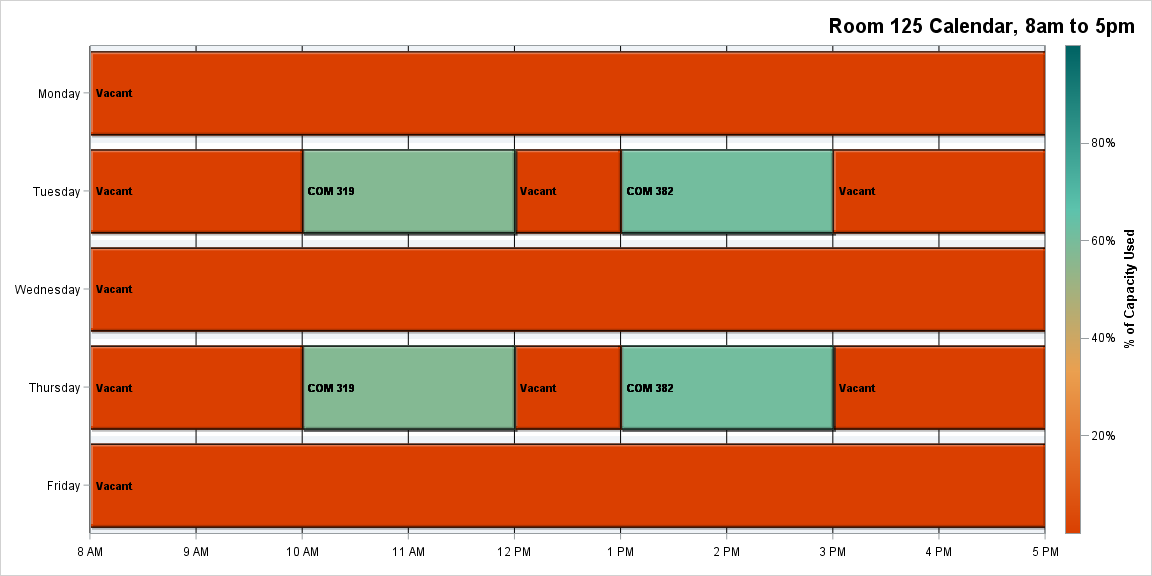 Room 125 Calendar, 8am to 5pm
Monday
Vacant
Tuesday
Vacant
COM 319
Vacant
COM 382
Vacant
Wednesday
Vacant
Thursday
Vacant
COM 319
Vacant
COM 382
Vacant
Friday
Vacant
8 AM
9 AM
10 AM
11 AM
12 PM
1 PM
2 PM
3 PM
4 PM
5 PM
80%
60%
40%
20%
% of Capacity Used